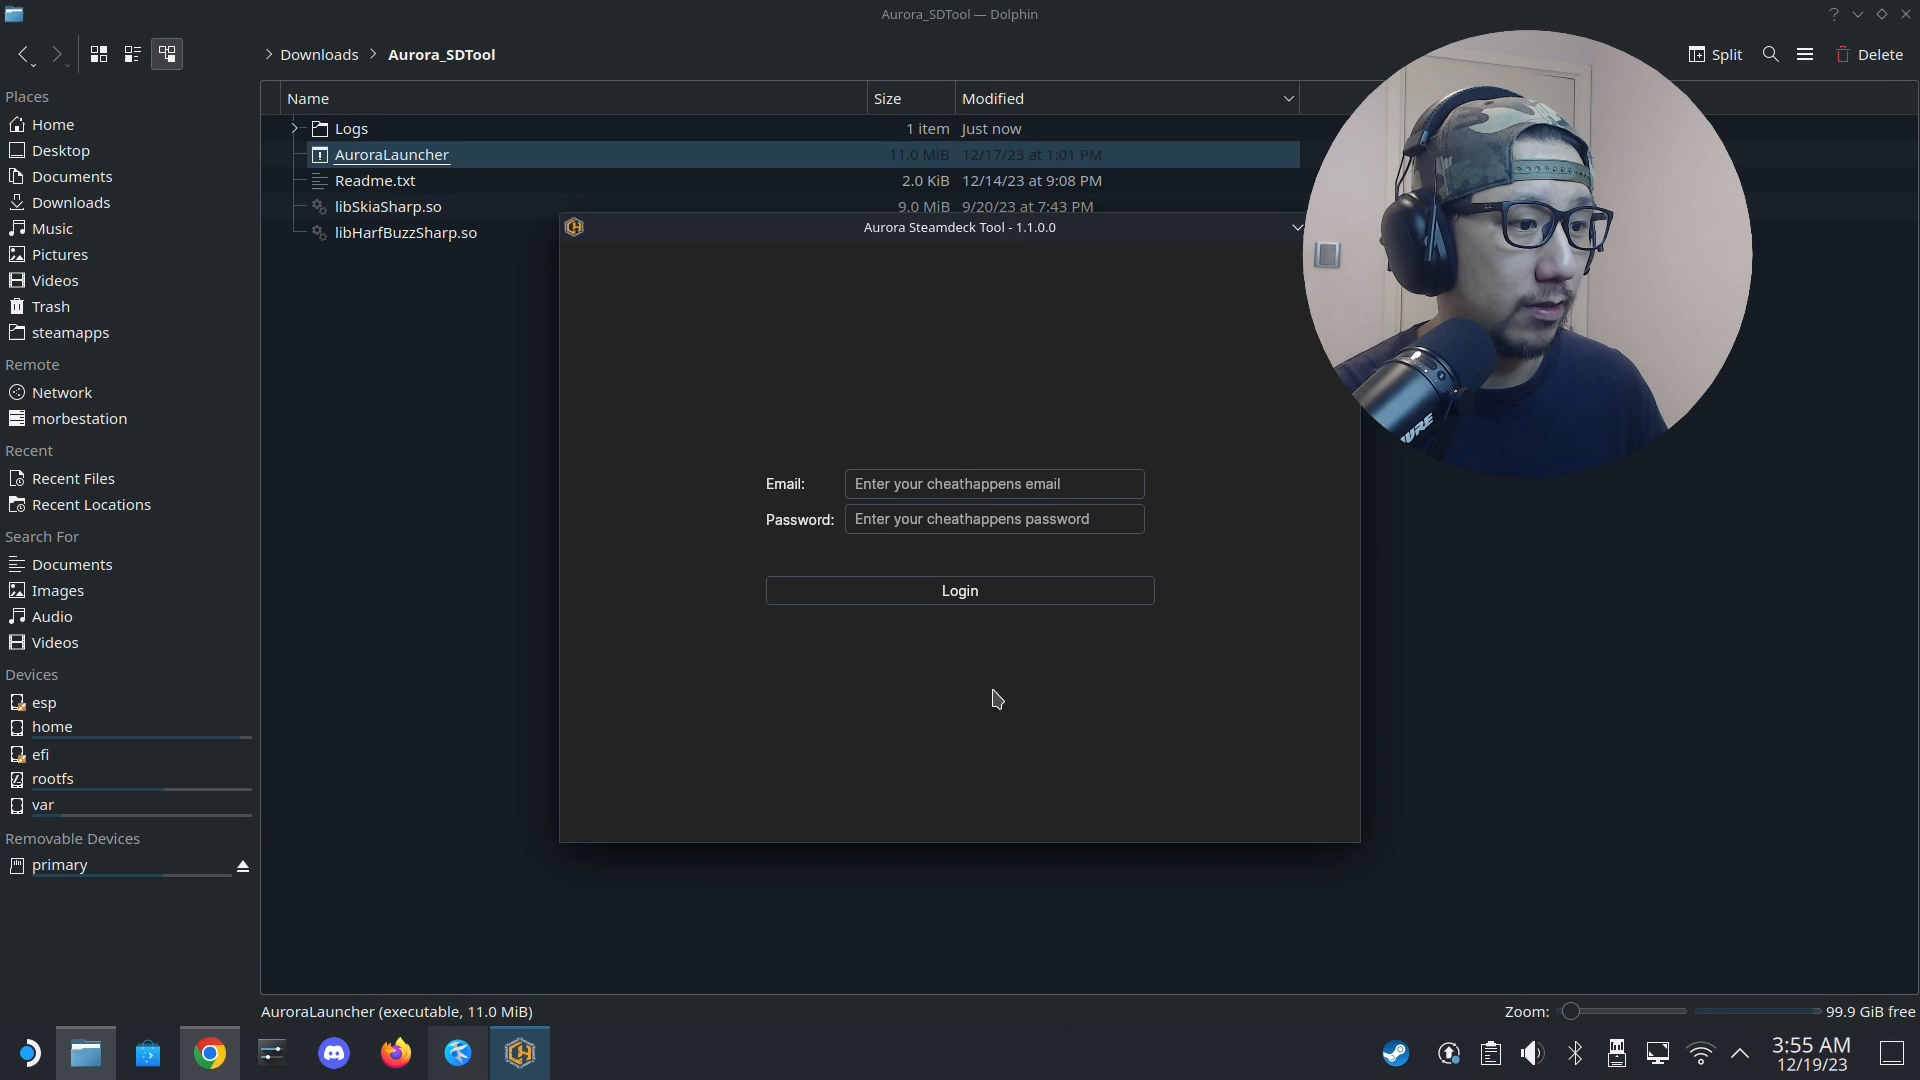 Aurora_SDTool — Dolphin
Downloads
Aurora_SDTool
Split
Delete
Places
Home
Desktop
Documents
Downloads
Music
Pictures
Videos
Trash
steamapps
Remote
Network
morbestation
Recent
Recent Files
Recent Locations
Search For
Documents
Images
Audio
Videos
Devices
esp
home
efi
rootfs
var
Removable Devices
primary
Name Size Modified
Logs 1 item Just now
AuroraLauncher 11.0 MiB 12/17/23 at 1:01 PM
Readme.txt 2.0 KiB 12/14/23 at 9:08 PM
libSkiaSharp.so 9.0 MiB 9/20/23 at 7:43 PM
libHarfBuzzSharp.so
Aurora Steamdeck Tool - 1.1.0.0
Email: Enter your cheathappens email
Password: Enter your cheathappens password
Login
AuroraLauncher (executable, 11.0 MiB)
Zoom:
99.9 GiB free
3:55 AM
12/19/23